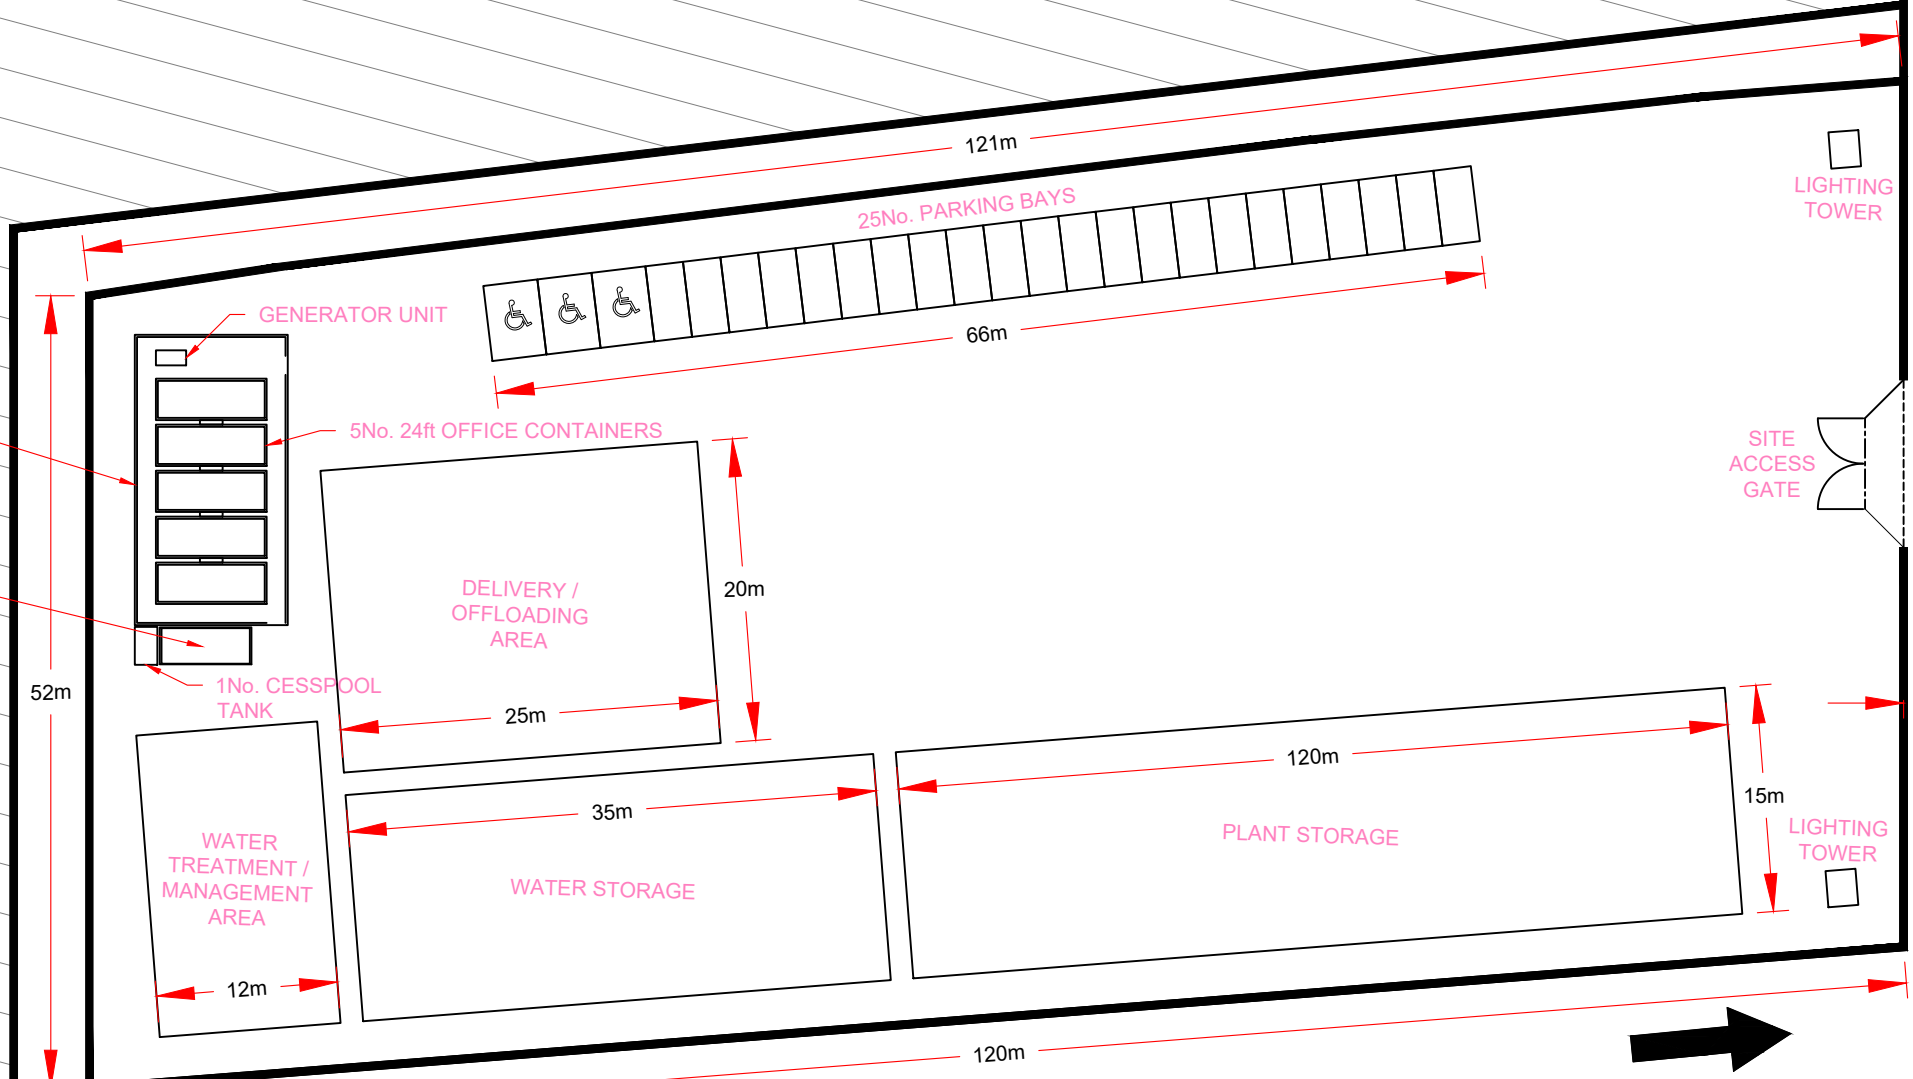 121m
LIGHTING
TOWER
25No. PARKING BAYS
GENERATOR UNIT
66m
5No. 24ft OFFICE CONTAINERS
SITE
ACCESS
GATE
DELIVERY /
OFFLOADING
AREA
20m
52m
1No. CESSPOOL
TANK
25m
120m
15m
35m
PLANT STORAGE
LIGHTING
TOWER
WATER
TREATMENT /
MANAGEMENT
AREA
WATER STORAGE
12m
120m